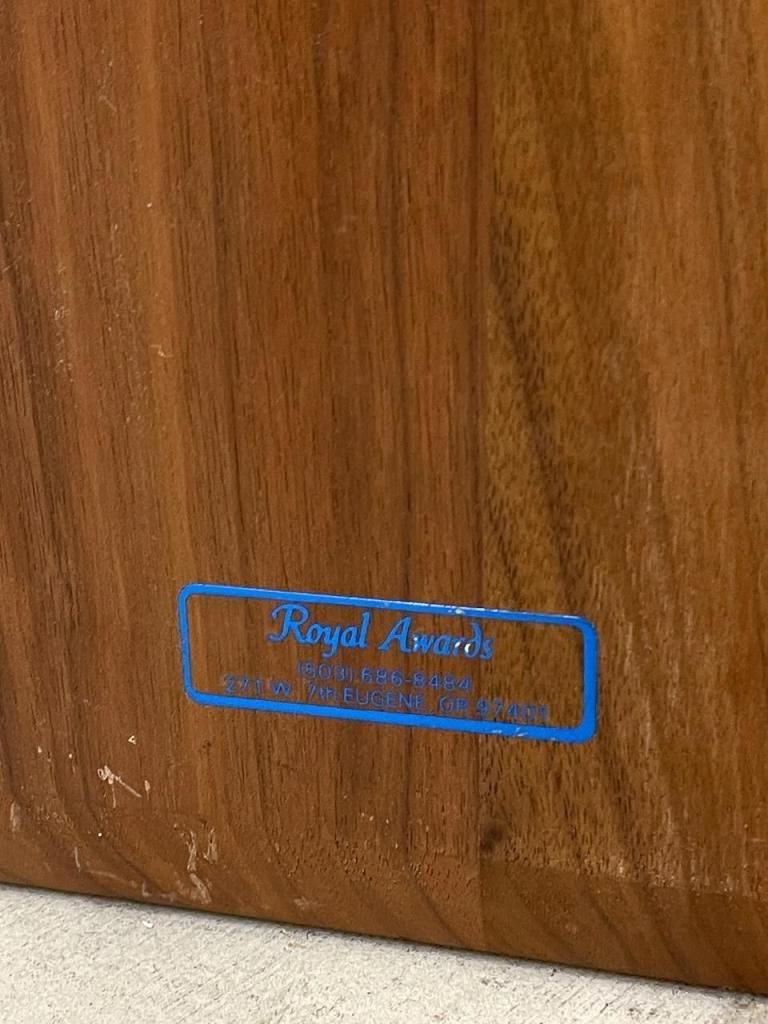 Royal Awards
(503) 686-8484
271 W. 7th EUGENE, OR 97401